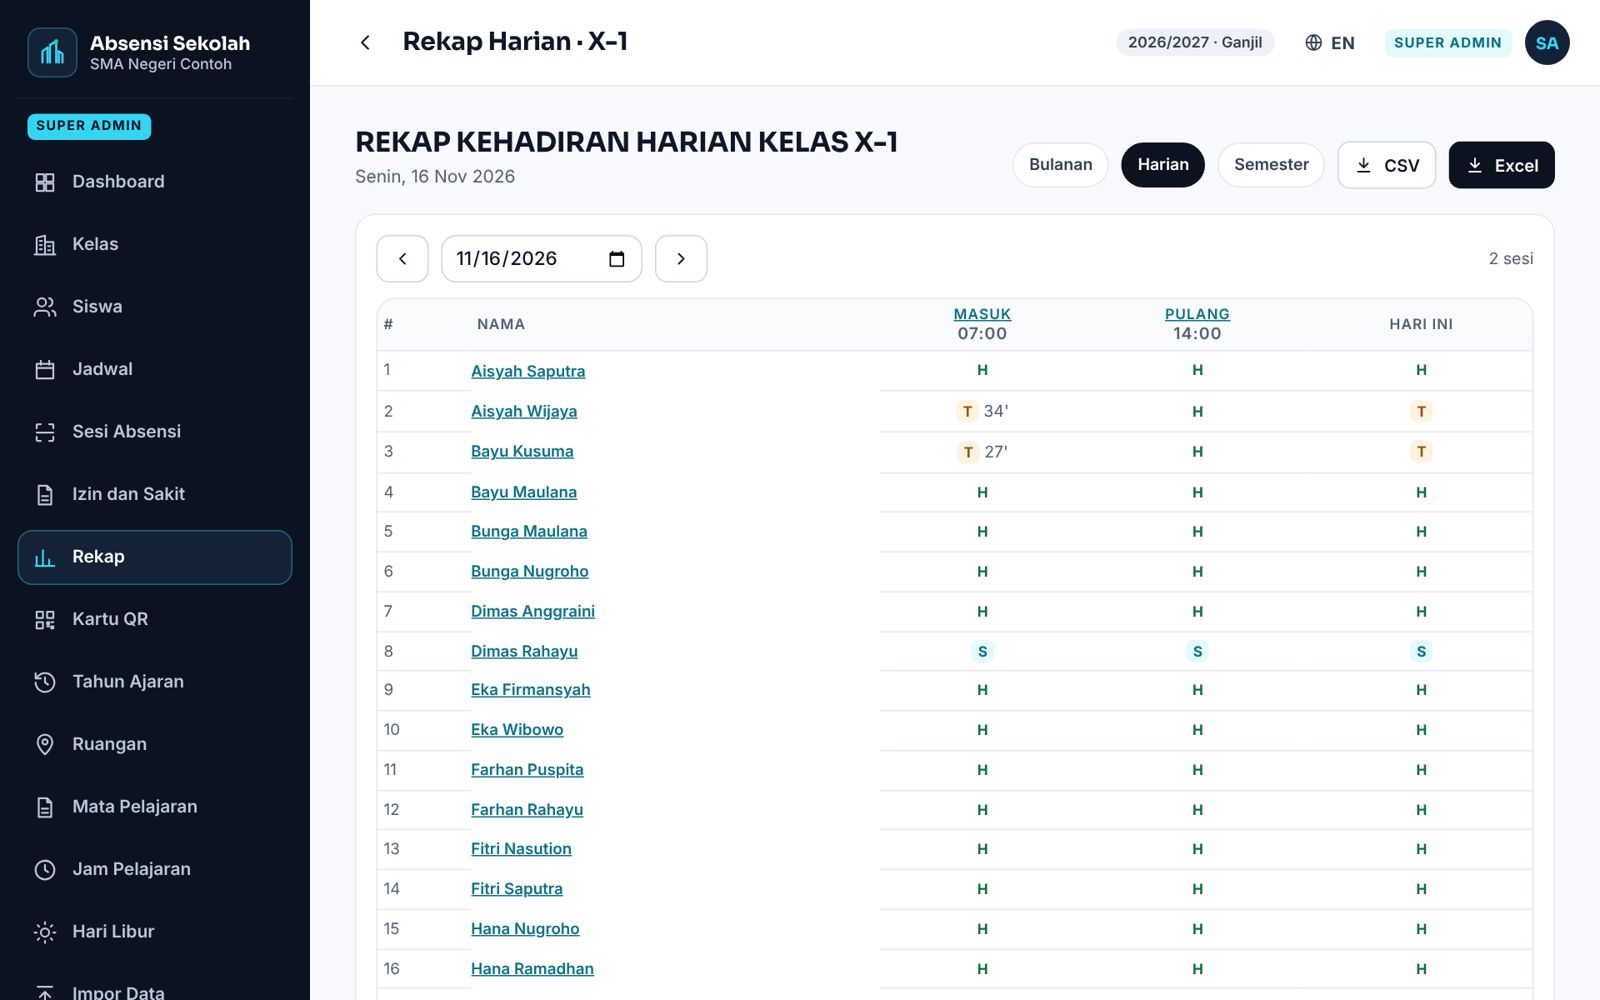 Absensi Sekolah
SMA Negeri Contoh
SUPER ADMIN
Dashboard
Kelas
Siswa
Jadwal
Sesi Absensi
Izin dan Sakit
Rekap
Kartu QR
Tahun Ajaran
Ruangan
Mata Pelajaran
Jam Pelajaran
Hari Libur
Impor Data
Rekap Harian · X-1
2026/2027 · Ganjil
EN
SUPER ADMIN
SA
REKAP KEHADIRAN HARIAN KELAS X-1
Senin, 16 Nov 2026
Bulanan
Harian
Semester
CSV
Excel
11/16/2026
2 sesi
# NAMA MASUK 07:00 PULANG 14:00 HARI INI
1 Aisyah Saputra H H H
2 Aisyah Wijaya T 34' H T
3 Bayu Kusuma T 27' H T
4 Bayu Maulana H H H
5 Bunga Maulana H H H
6 Bunga Nugroho H H H
7 Dimas Anggraini H H H
8 Dimas Rahayu S S S
9 Eka Firmansyah H H H
10 Eka Wibowo H H H
11 Farhan Puspita H H H
12 Farhan Rahayu H H H
13 Fitri Nasution H H H
14 Fitri Saputra H H H
15 Hana Nugroho H H H
16 Hana Ramadhan H H H